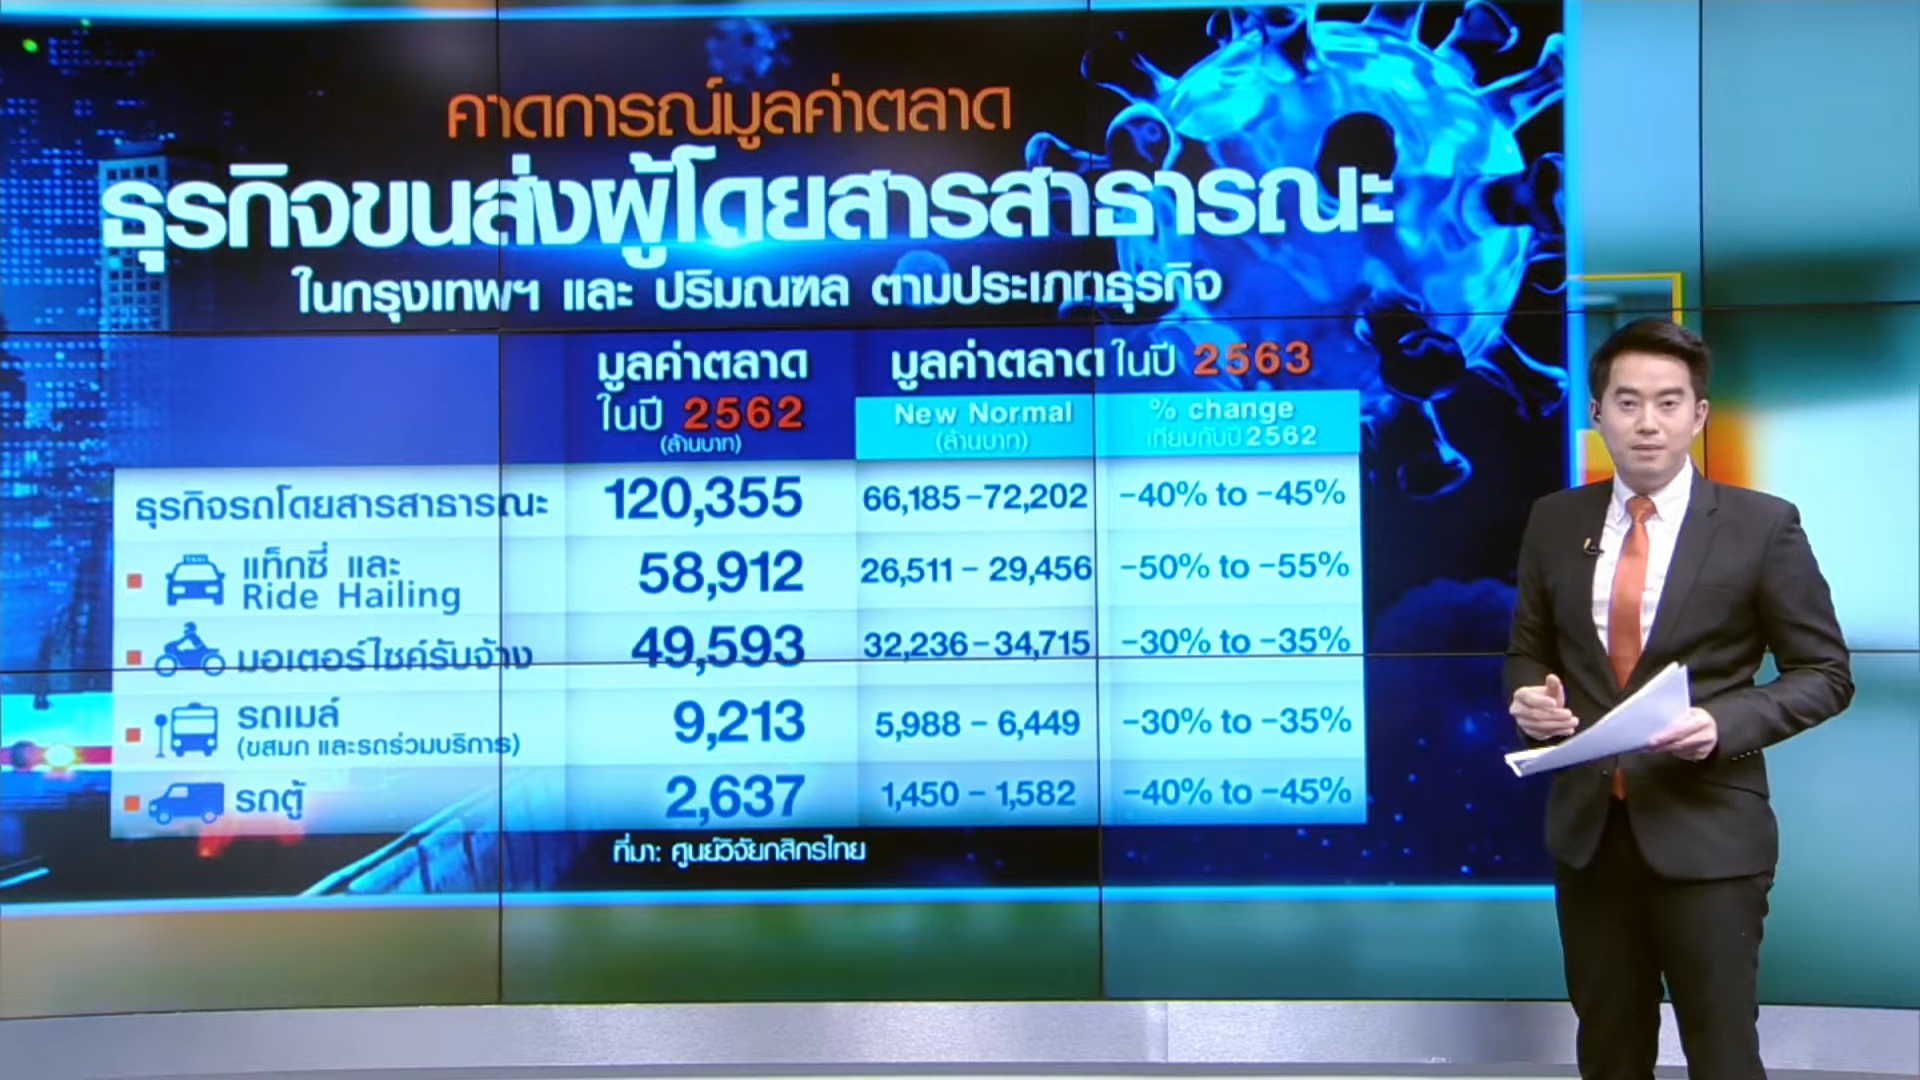 คาดการณ์มูลค่าตลาด
ธุรกิจขนส่งผู้โดยสารสาธารณะ
ในกรุงเทพฯ และ ปริมณฑล ตามประเภทธุรกิจ
มูลค่าตลาด
ในปี 2562
(ล้านบาท)
มูลค่าตลาด ในปี 2563
New Normal
(ล้านบาท)
% change
เทียบกับปี 2562
ธุรกิจรถโดยสารสาธารณะ 120,355 66,185-72,202 -40% to -45%
TAXI
แท็กซี่ และ
Ride Hailing 58,912 26,511 - 29,456 -50% to -55%
มอเตอร์ไซค์รับจ้าง 49,593 32,236-34,715 -30% to -35%
รถเมล์
(ขสมก และรถร่วมบริการ) 9,213 5,988 - 6,449 -30% to -35%
รถตู้ 2,637 1,450 - 1,582 -40% to -45%
ที่มา: ศูนย์วิจัยกสิกรไทย